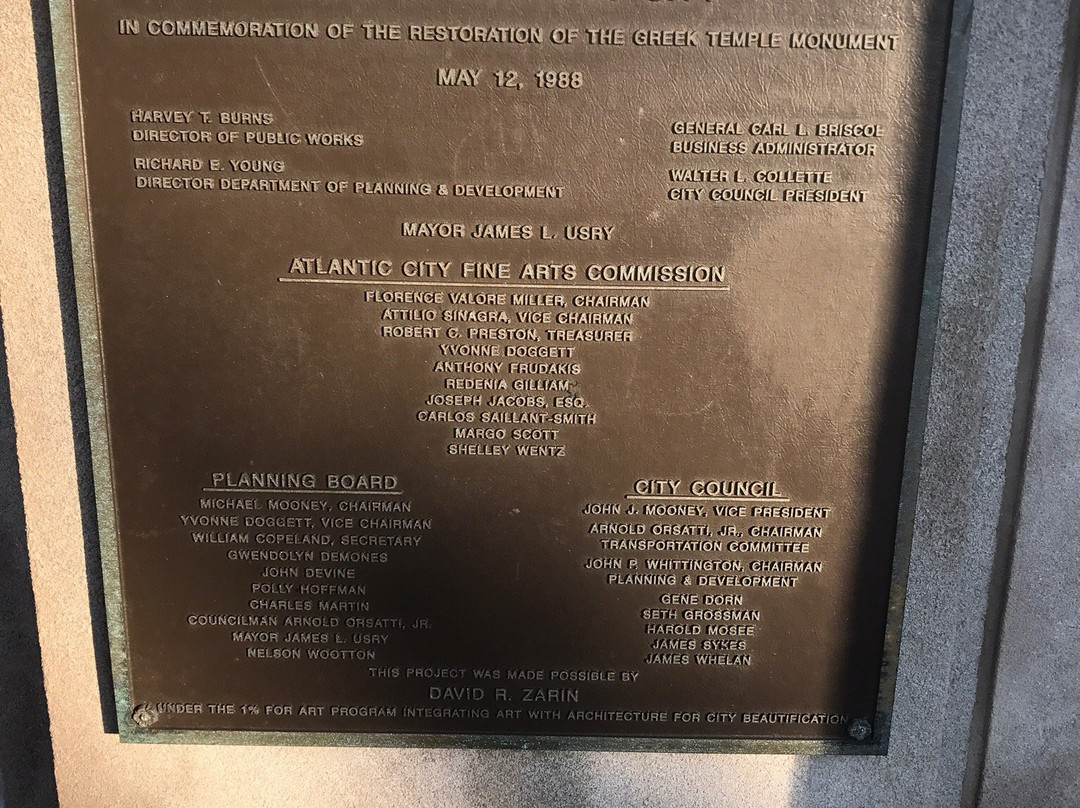 IN COMMEMORATION OF THE RESTORATION OF THE GREEK TEMPLE MONUMENT
MAY 12, 1988
HARVEY T. BURNS
DIRECTOR OF PUBLIC WORKS
RICHARD E. YOUNG
DIRECTOR DEPARTMENT OF PLANNING & DEVELOPMENT
GENERAL CARL L. BRISCOE
BUSINESS ADMINISTRATOR
WALTER L. COLLETTE
CITY COUNCIL PRESIDENT
MAYOR JAMES L. USRY
ATLANTIC CITY FINE ARTS COMMISSION
FLORENCE VALORE MILLER, CHAIRMAN
ATTILIO SINAGRA, VICE CHAIRMAN
ROBERT C. PRESTON, TREASURER
YVONNE DOGGETT
ANTHONY FRUDAKIS
REDENIA GILLIAM
JOSEPH JACOBS, ESQ.
CARLOS SAILLANT-SMITH
MARGO SCOTT
SHELLEY WENTZ
PLANNING BOARD
MICHAEL MOONEY, CHAIRMAN
YVONNE DOGGETT, VICE CHAIRMAN
WILLIAM COPELAND, SECRETARY
GWENDOLYN DEMONES
JOHN DEVINE
POLLY HOFFMAN
CHARLES MARTIN
COUNCILMAN ARNOLD ORSATTI, JR.
MAYOR JAMES L. USRY
NELSON WOOTTON
CITY COUNCIL
JOHN J. MOONEY, VICE PRESIDENT
ARNOLD ORSATTI, JR., CHAIRMAN
TRANSPORTATION COMMITTEE
JOHN P. WHITTINGTON, CHAIRMAN
PLANNING & DEVELOPMENT
GENE DORN
SETH GROSSMAN
HAROLD MOSEE
JAMES SYKES
JAMES WHELAN
THIS PROJECT WAS MADE POSSIBLE BY
DAVID R. ZARIN
UNDER THE 1% FOR ART PROGRAM INTEGRATING ART WITH ARCHITECTURE FOR CITY BEAUTIFICATION